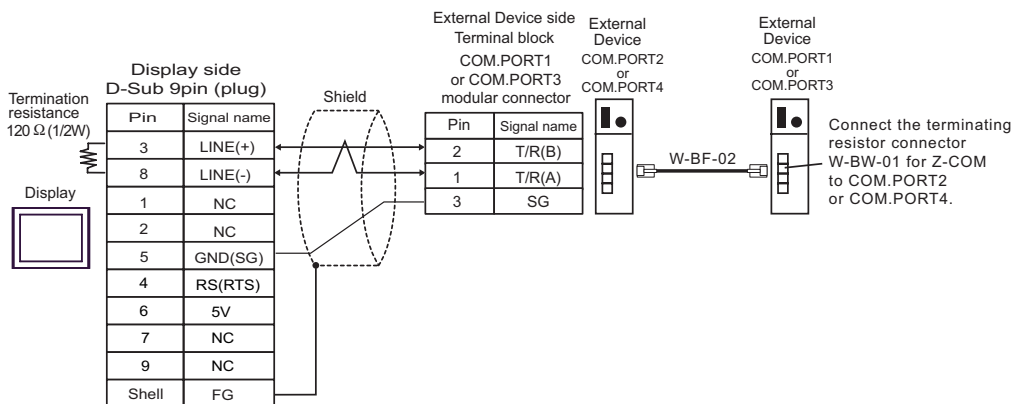 External Device side
Terminal block
COM.PORT1
or COM.PORT3
modular connector
External
Device
COM.PORT2
or
COM.PORT4
External
Device
COM.PORT1
or
COM.PORT3
Display side
D-Sub 9pin (plug)
Termination
resistance
120 Ω (1/2W)
Display
Shield
Pin Signal name
3 LINE(+)
8 LINE(-)
1 NC
2 NC
5 GND(SG)
4 RS(RTS)
6 5V
7 NC
9 NC
Shell FG
Pin Signal name
2 T/R(B)
1 T/R(A)
3 SG
W-BF-02
Connect the terminating
resistor connector
W-BW-01 for Z-COM
to COM.PORT2
or COM.PORT4.